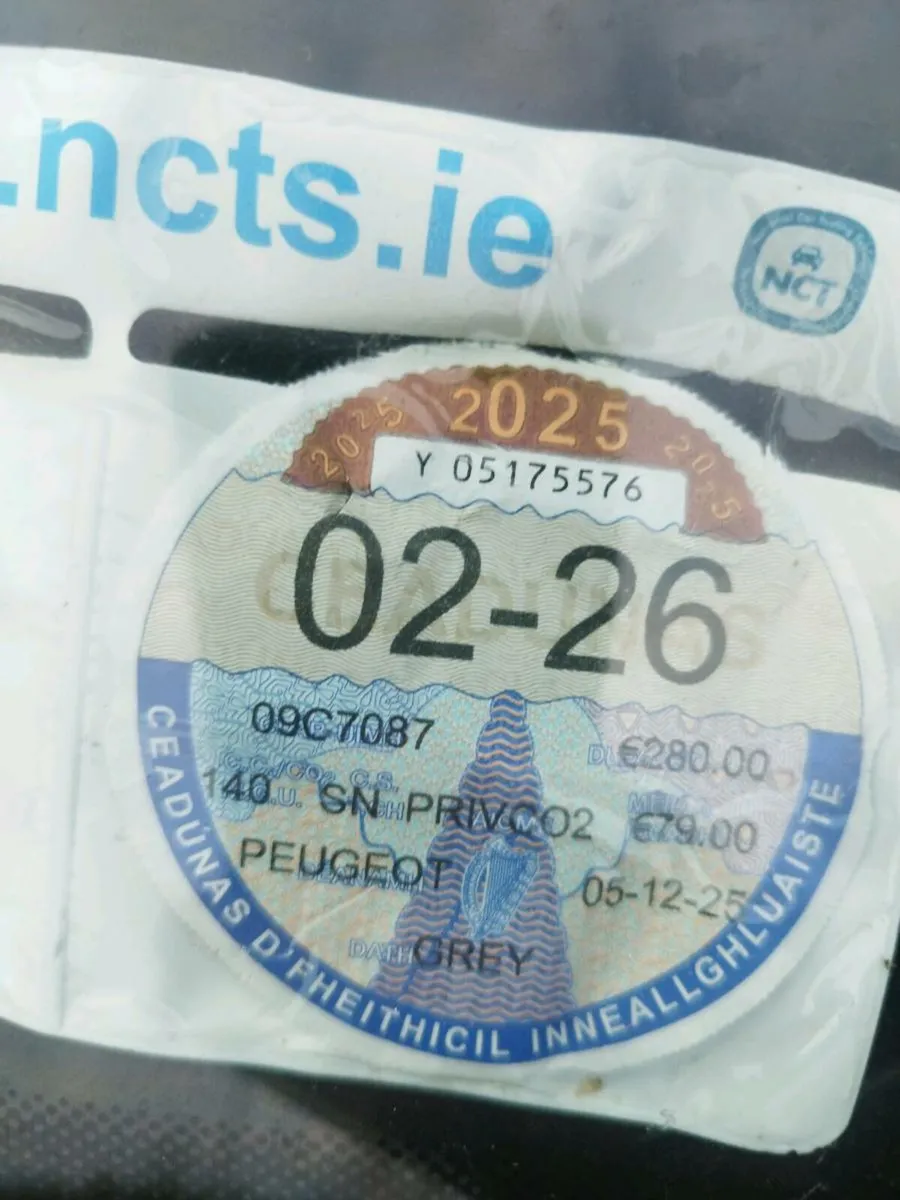 .ncts.ie
NCT
2025 2025 2025
Y 05175576
02-26
09C7087
€280.00
140 SN PRIVCO2 €79.00
PEUGEOT
05-12-25
GREY
CEADÚNAS D'FHEITHICIL INNEALLGHLUAISTE